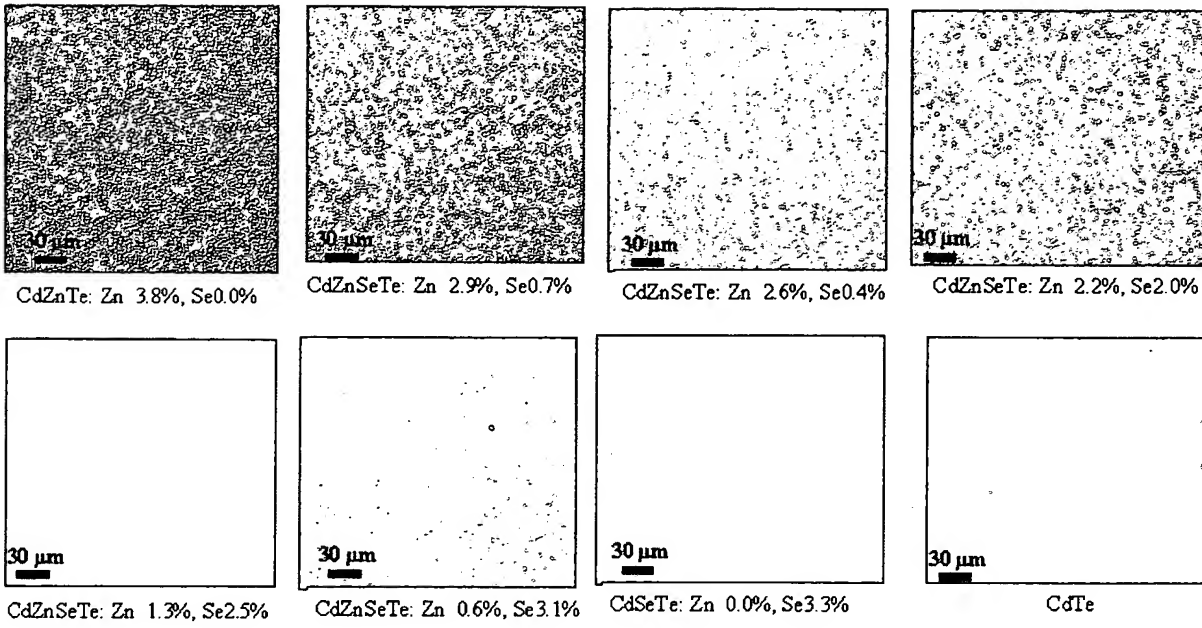 30 μm
30 μm
30 μm
30 μm
CdZnTe: Zn 3.8%, Se0.0%
CdZnSeTe: Zn 2.9%, Se0.7%
CdZnSeTe: Zn 2.6%, Se0.4%
CdZnSeTe: Zn 2.2%, Se2.0%
30 μm
30 μm
30 μm
30 μm
CdZnSeTe: Zn 1.3%, Se2.5%
CdZnSeTe: Zn 0.6%, Se3.1%
CdSeTe: Zn 0.0%, Se3.3%
CdTe